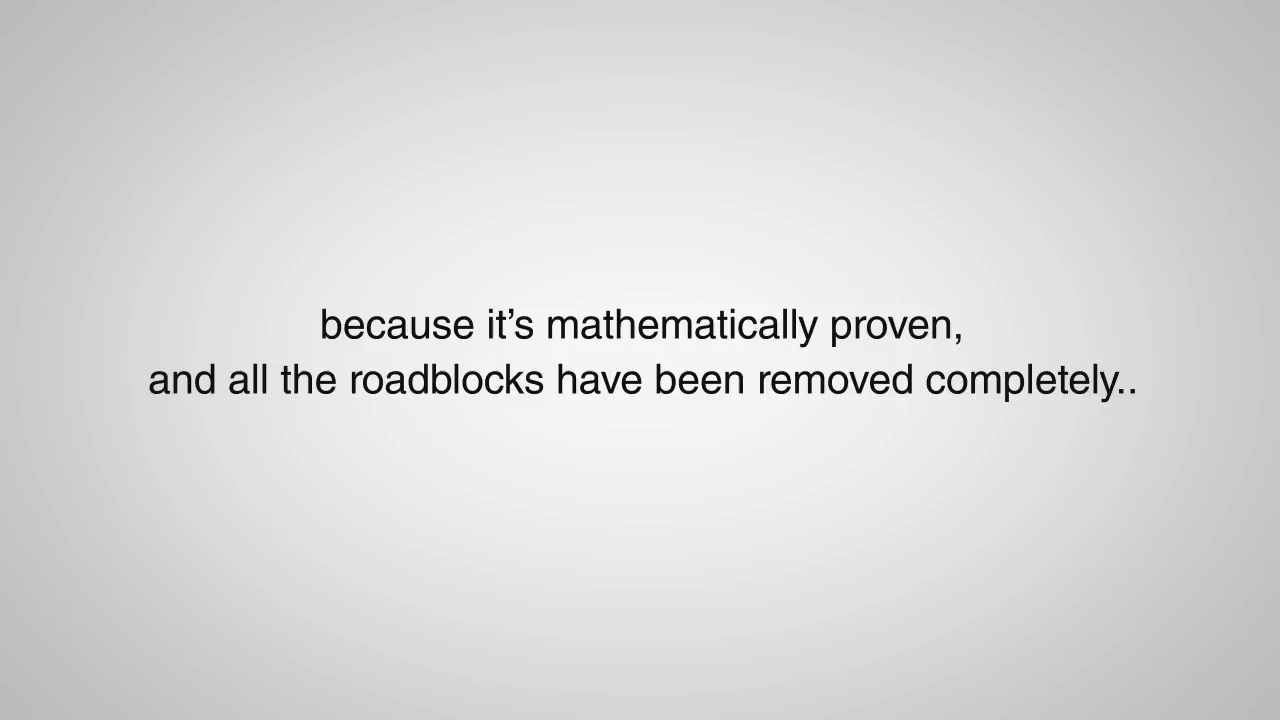 because it’s mathematically proven,
and all the roadblocks have been removed completely..